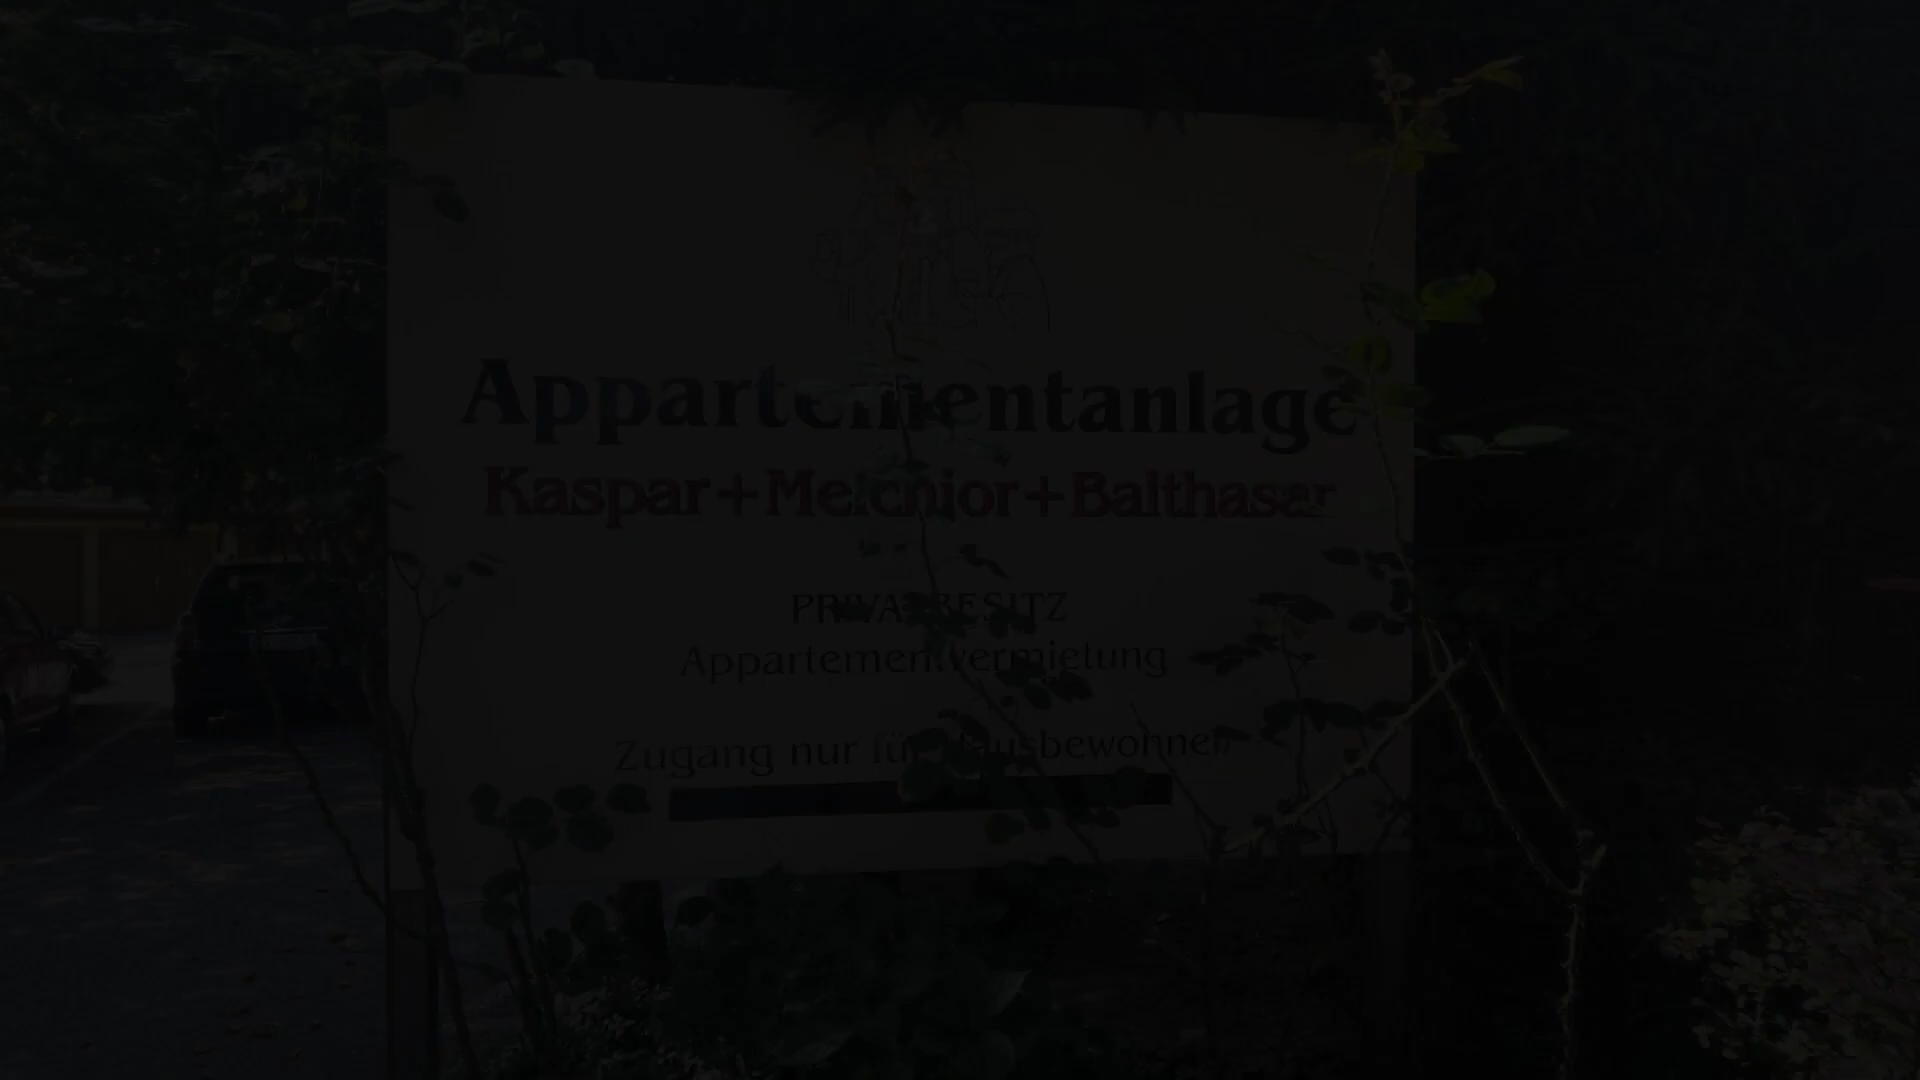 Appartementanlage
Kaspar+Melchior+Balthasar
PRIVATBESITZ
Appartementvermietung
Zugang nur für Hausbewohner